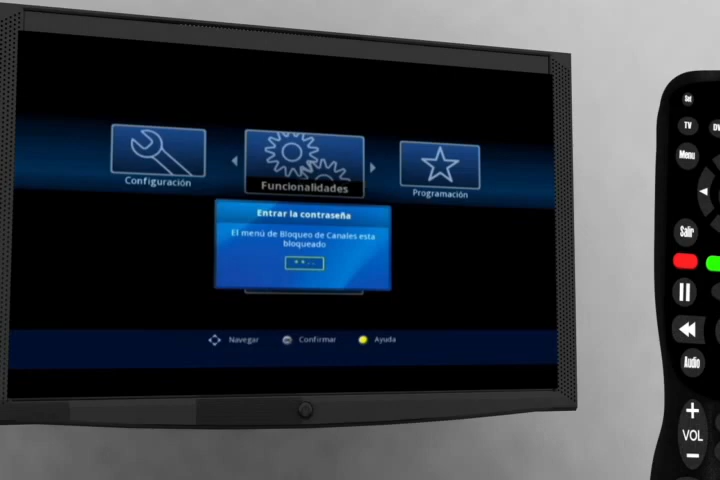 Configuración
Funcionalidades
Programación
Entrar la contraseña
El menú de Bloqueo de Canales esta
bloqueado
**--
Navegar
Confirmar
Ayuda
TV
Menu
Salir
Audio
+
VOL
−